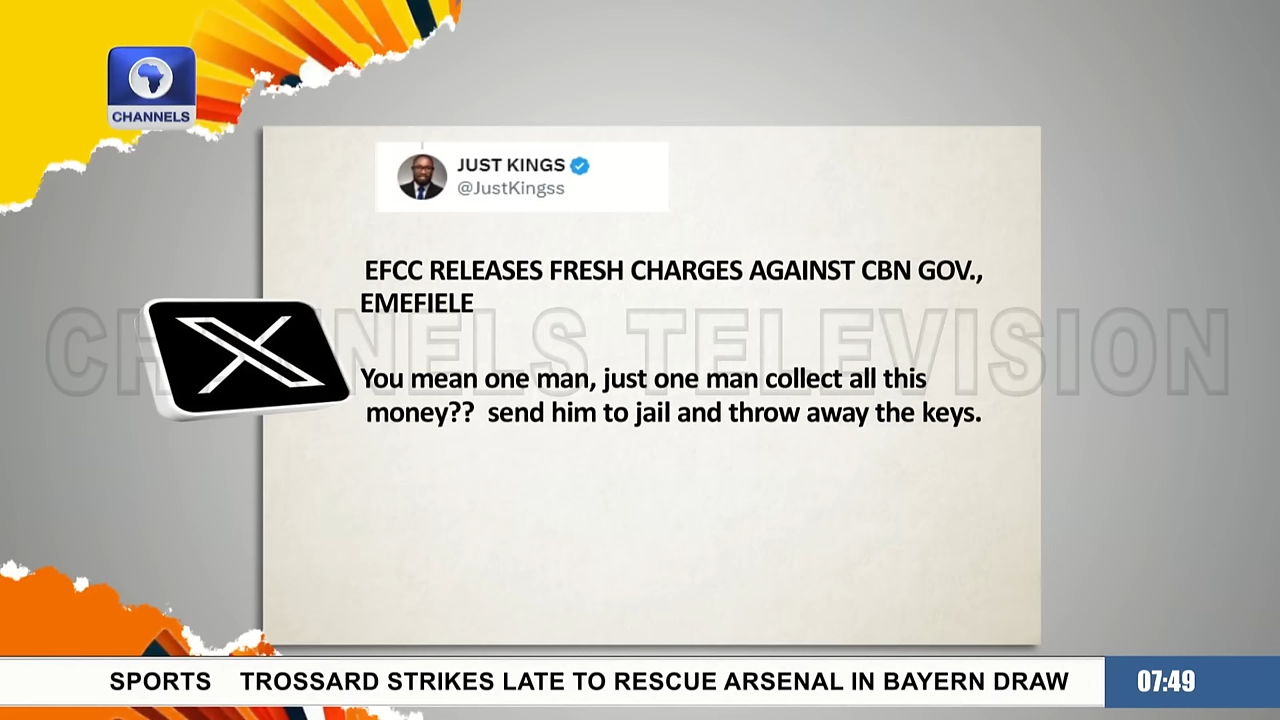 CHANNELS
JUST KINGS
@JustKingss
EFCC RELEASES FRESH CHARGES AGAINST CBN GOV.,
EMEFIELE
CHANNELS TELEVISION
You mean one man, just one man collect all this
money?? send him to jail and throw away the keys.
SPORTS TROSSARD STRIKES LATE TO RESCUE ARSENAL IN BAYERN DRAW
07:49